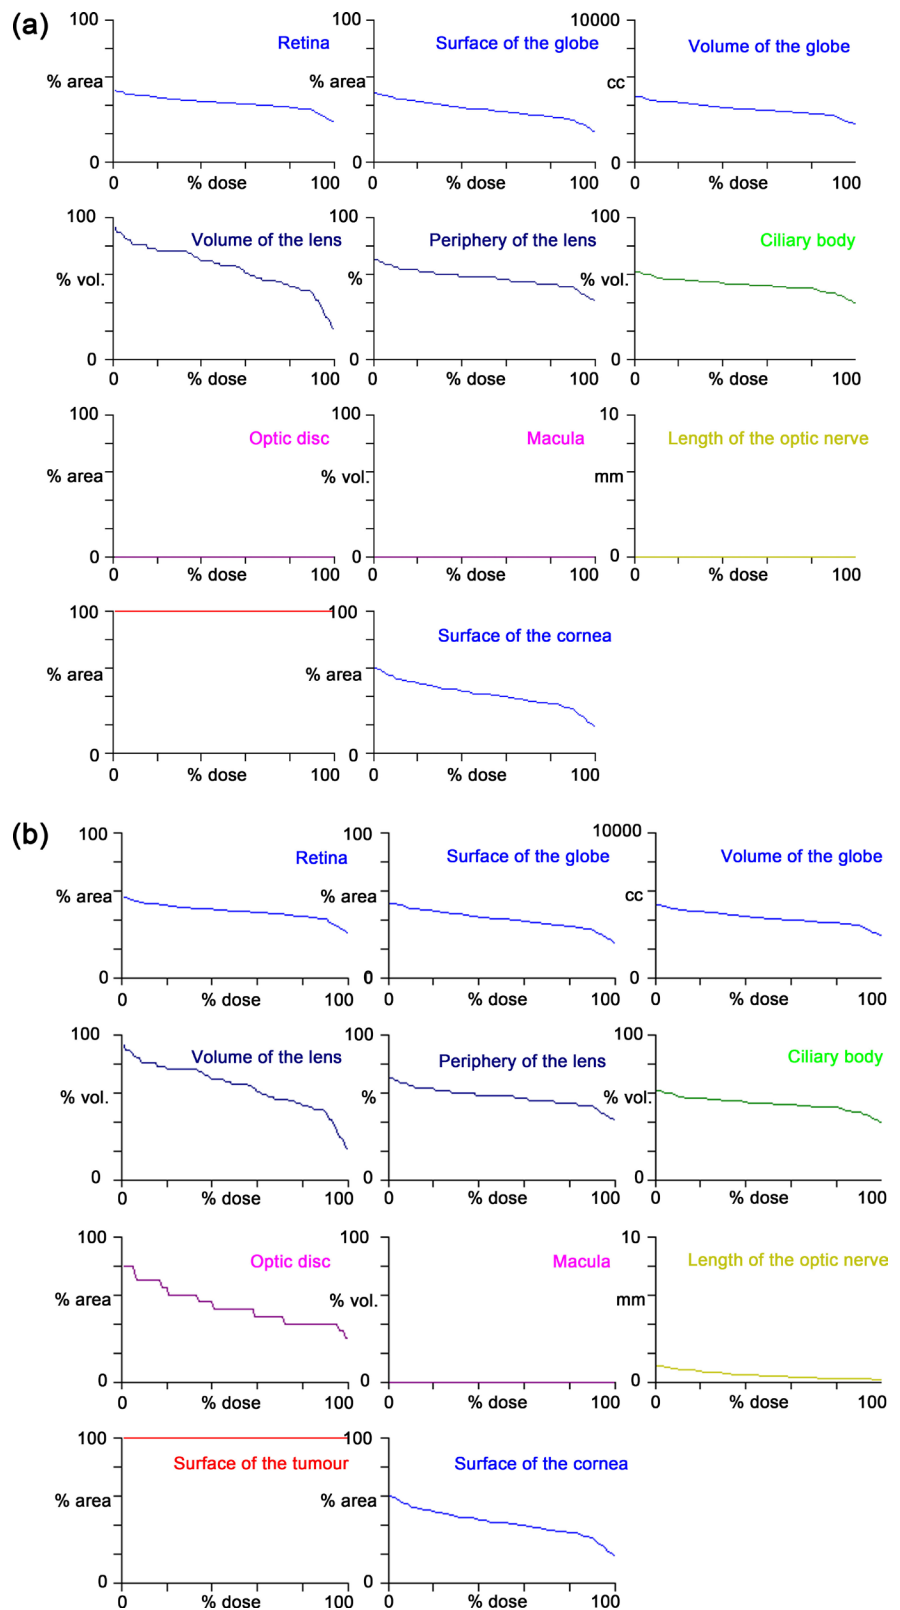 (a)
100 100 10000
Retina Surface of the globe Volume of the globe
% area % area cc
0 0 0
0 % dose 100 0 % dose 100 0 % dose 100
100 100 100
Volume of the lens Periphery of the lens Ciliary body
% vol. % % vol.
0 0 0
0 % dose 100 0 % dose 100 0 % dose 100
100 100 10
Optic disc Macula Length of the optic nerve
% area % vol. mm
0 0 0
0 % dose 100 0 % dose 100 0 % dose 100
100 100
Surface of the cornea
% area % area
0 0
0 % dose 100 0 % dose 100
(b)
100 100 10000
Retina Surface of the globe Volume of the globe
% area % area cc
0 0 0
0 % dose 100 0 % dose 100 0 % dose 100
100 100 100
Volume of the lens Periphery of the lens Ciliary body
% vol. % % vol.
0 0 0
0 % dose 100 0 % dose 100 0 % dose 100
100 100 10
Optic disc Macula Length of the optic nerve
% area % vol. mm
0 0 0
0 % dose 100 0 % dose 100 0 % dose 100
100 100
Surface of the tumour Surface of the cornea
% area % area
0 0
0 % dose 100 0 % dose 100